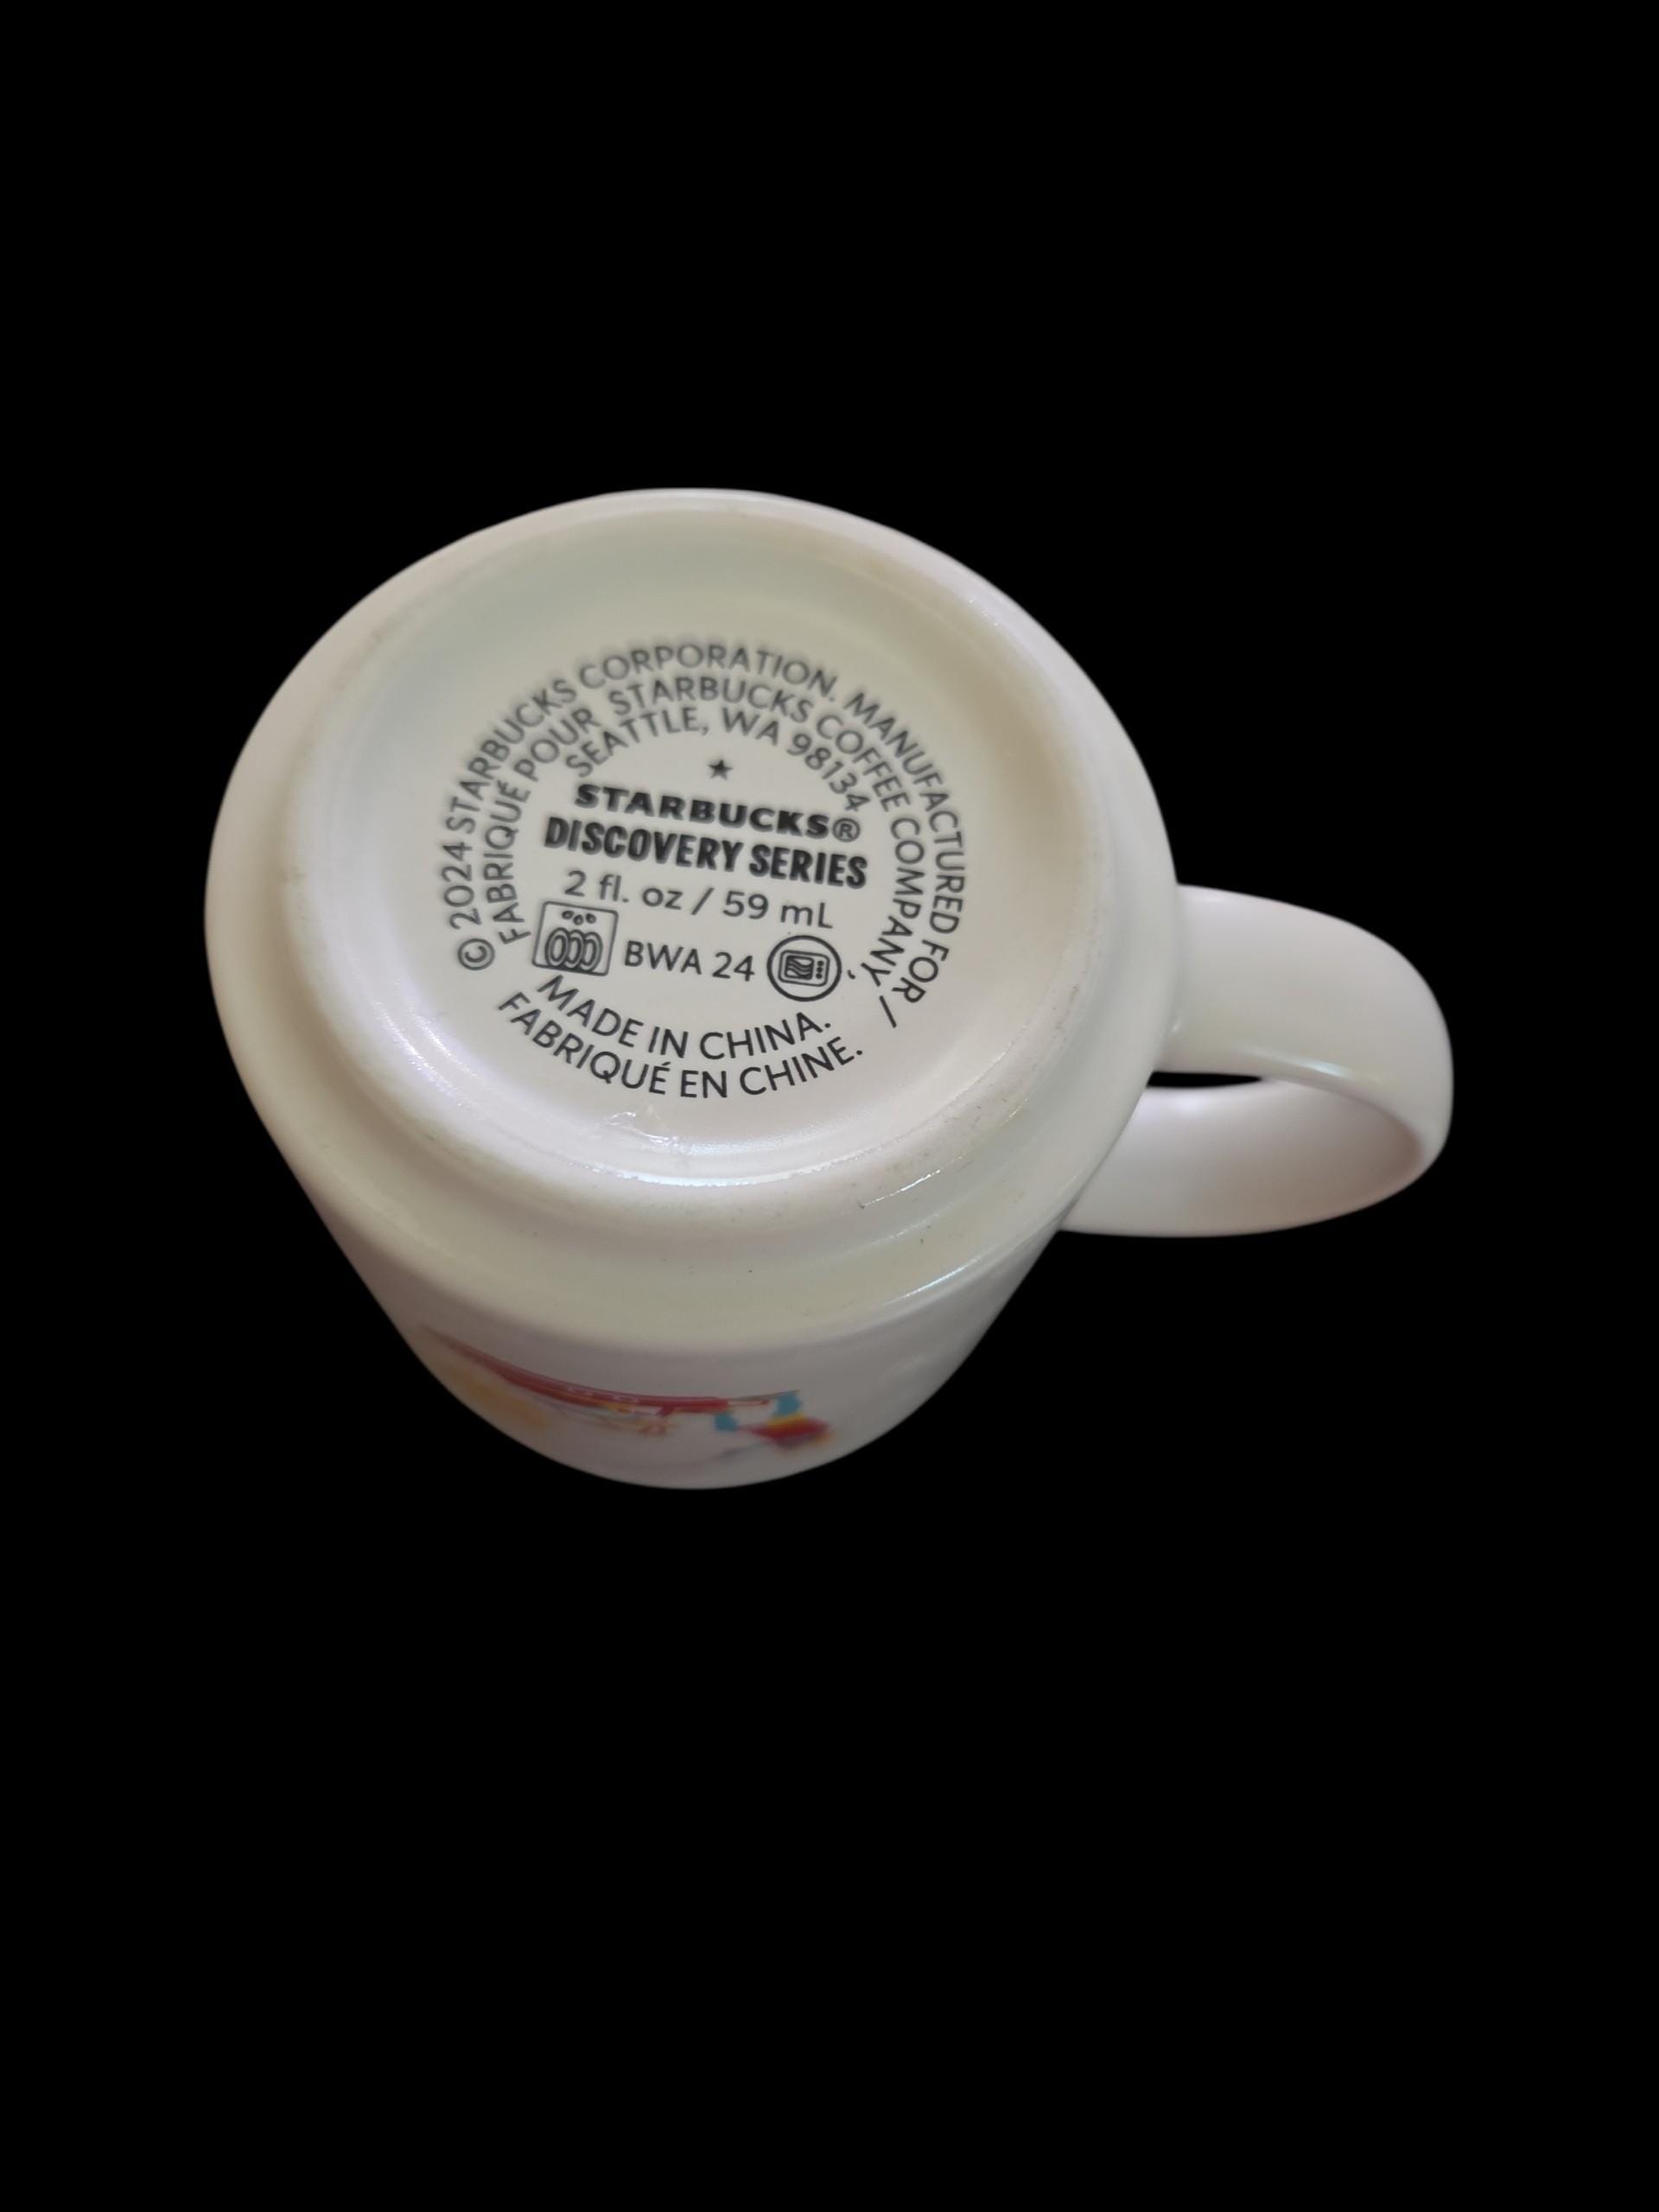 © 2024 STARBUCKS CORPORATION. MANUFACTURED FOR /
FABRIQUÉ POUR STARBUCKS COFFEE COMPANY,
SEATTLE, WA 98134
STARBUCKS®
DISCOVERY SERIES
2 fl. oz / 59 mL
BWA 24
MADE IN CHINA.
FABRIQUÉ EN CHINE.